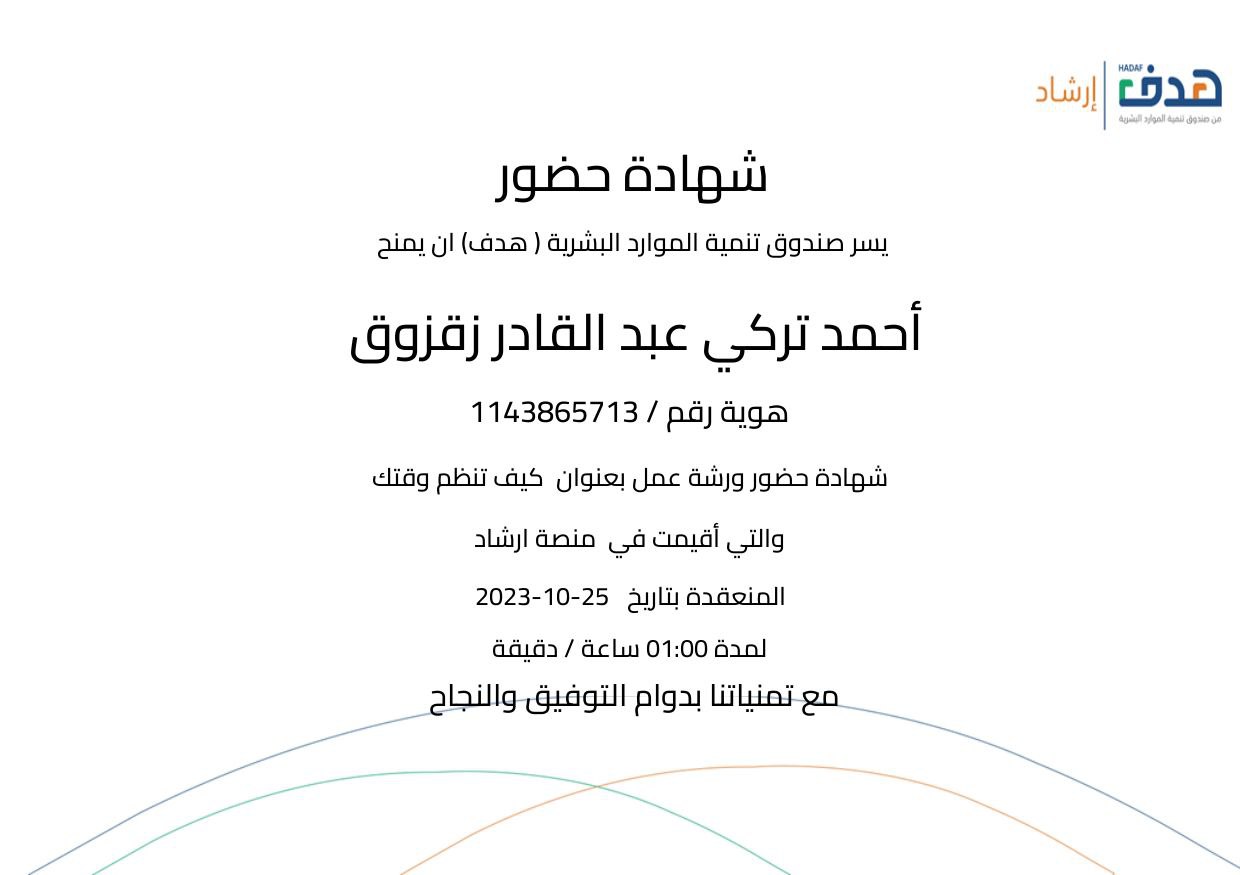 HADAF
هدف
إرشاد
من صندوق تنمية الموارد البشرية
شهادة حضور
يسر صندوق تنمية الموارد البشرية ( هدف) ان يمنح
أحمد تركي عبد القادر زقزوق
هوية رقم / 1143865713
شهادة حضور ورشة عمل بعنوان كيف تنظم وقتك
والتي أقيمت في منصة ارشاد
المنعقدة بتاريخ 25-10-2023
لمدة 01:00 ساعة / دقيقة
مع تمنياتنا بدوام التوفيق والنجاح